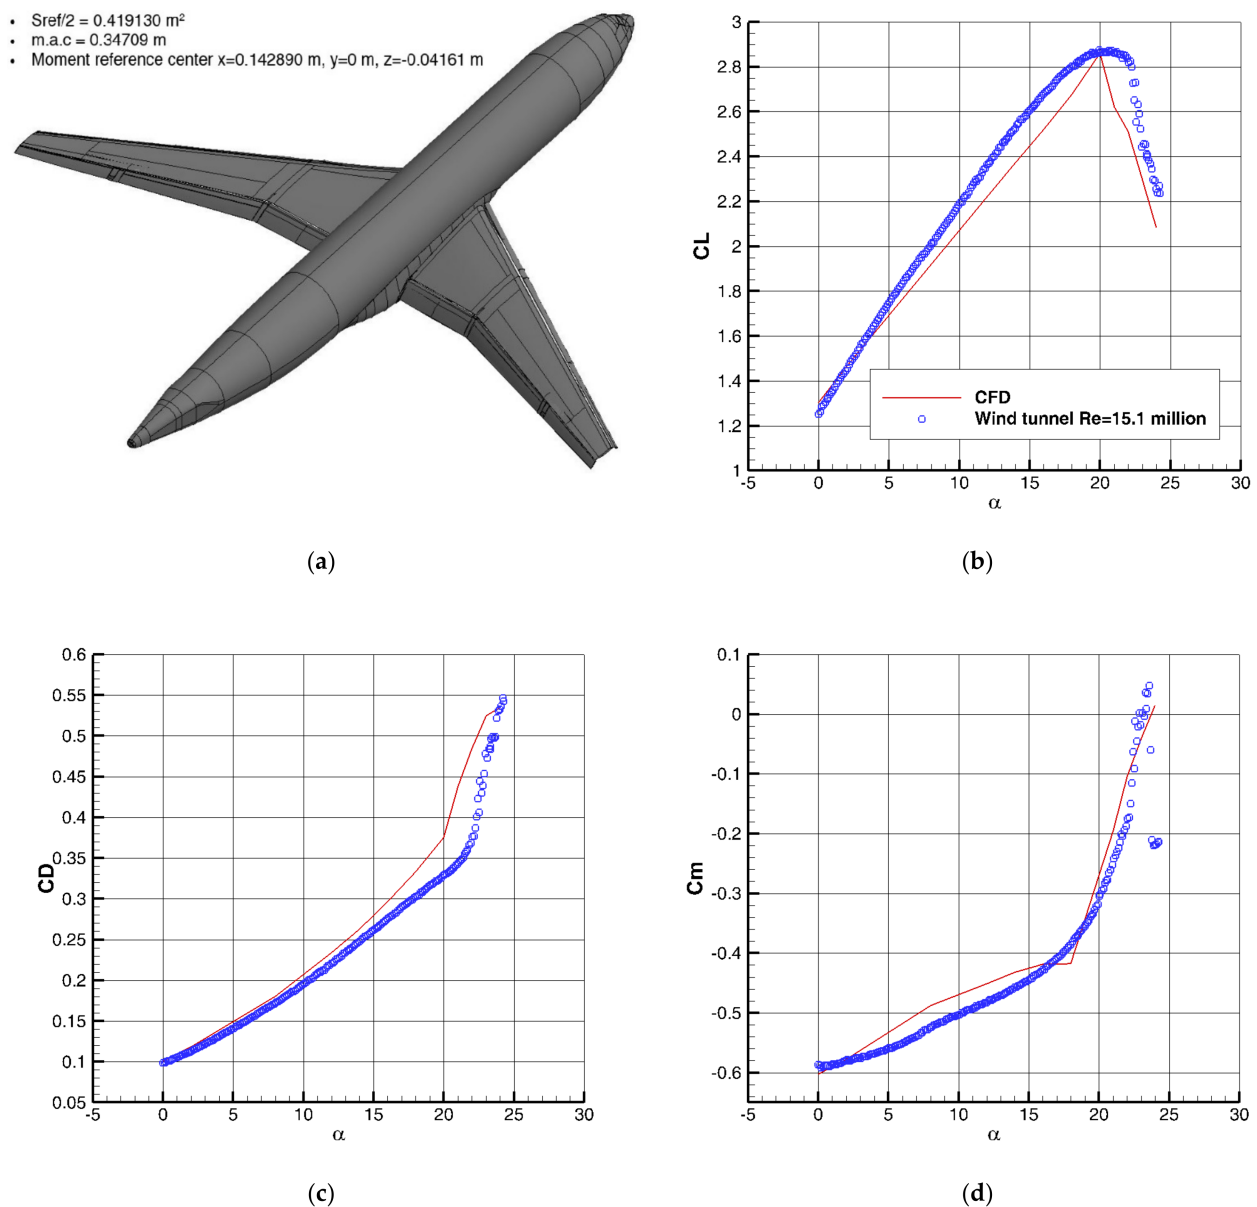 • Sref/2 = 0.419130 m²
• m.a.c = 0.34709 m
• Moment reference center x=0.142890 m, y=0 m, z=-0.04161 m
(a)
3
2.8
2.6
2.4
2.2
2
1.8
1.6
1.4
1.2
1
CL
-5 0 5 10 15 20 25 30
α
CFD
Wind tunnel Re=15.1 million
(b)
0.6
0.55
0.5
0.45
0.4
0.35
0.3
0.25
0.2
0.15
0.1
0.05
CD
-5 0 5 10 15 20 25 30
α
(c)
0.1
0
-0.1
-0.2
-0.3
-0.4
-0.5
-0.6
Cm
-5 0 5 10 15 20 25 30
α
(d)